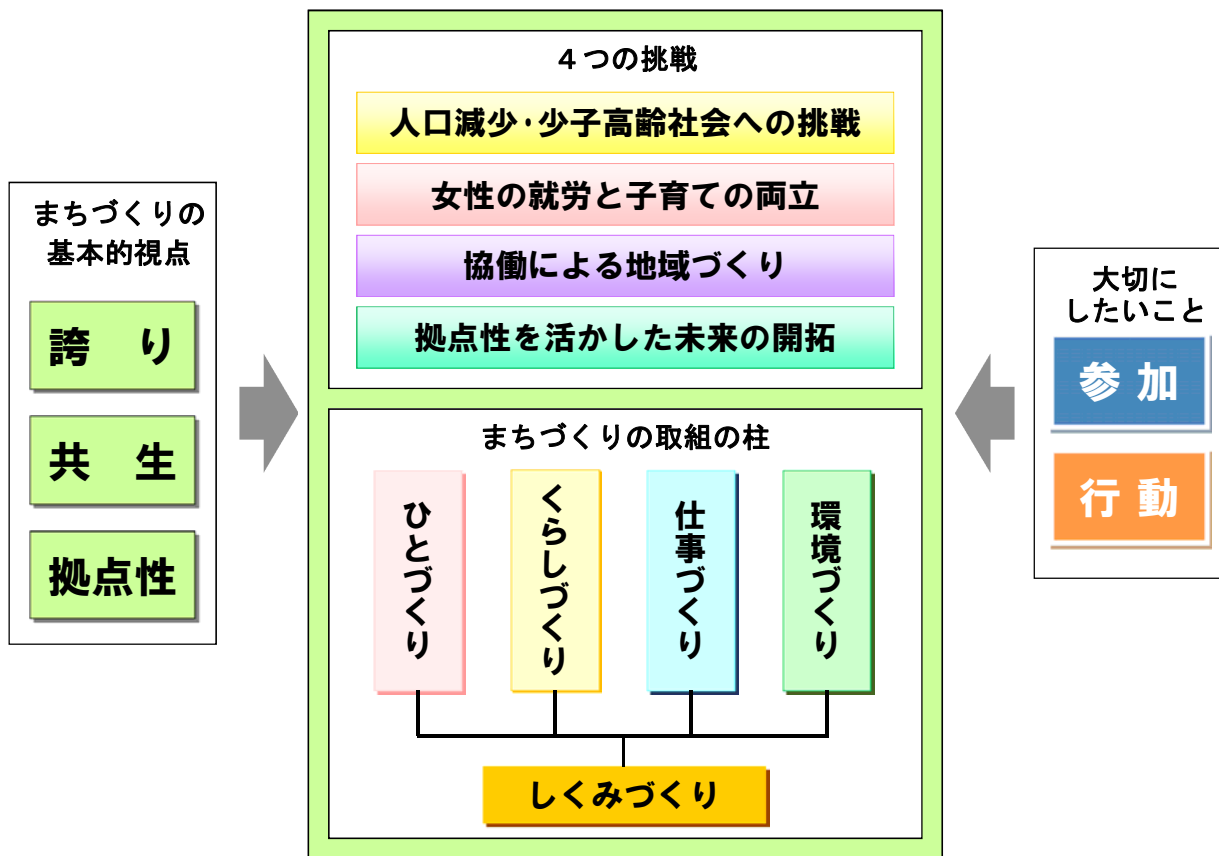 まちづくりの
基本的視点
誇 り
共 生
拠点性
4つの挑戦
人口減少・少子高齢社会への挑戦
女性の就労と子育ての両立
協働による地域づくり
拠点性を活かした未来の開拓
まちづくりの取組の柱
ひとづくり
くらしづくり
仕事づくり
環境づくり
しくみづくり
大切に
したいこと
参加
行動